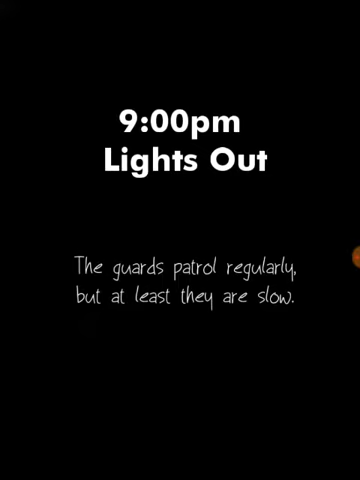 9:00pm
Lights Out
The guards patrol regularly,
but at least they are slow.